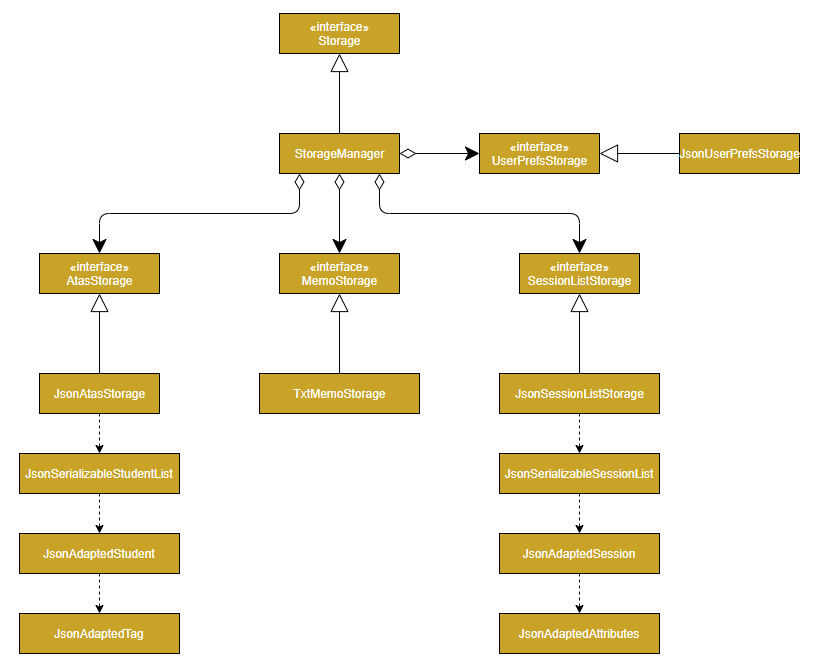 «interface»
Storage
StorageManager
«interface»
UserPrefsStorage
JsonUserPrefsStorage
«interface»
AtasStorage
«interface»
MemoStorage
«interface»
SessionListStorage
JsonAtasStorage
TxtMemoStorage
JsonSessionListStorage
JsonSerializableStudentList
JsonSerializableSessionList
JsonAdaptedStudent
JsonAdaptedSession
JsonAdaptedTag
JsonAdaptedAttributes